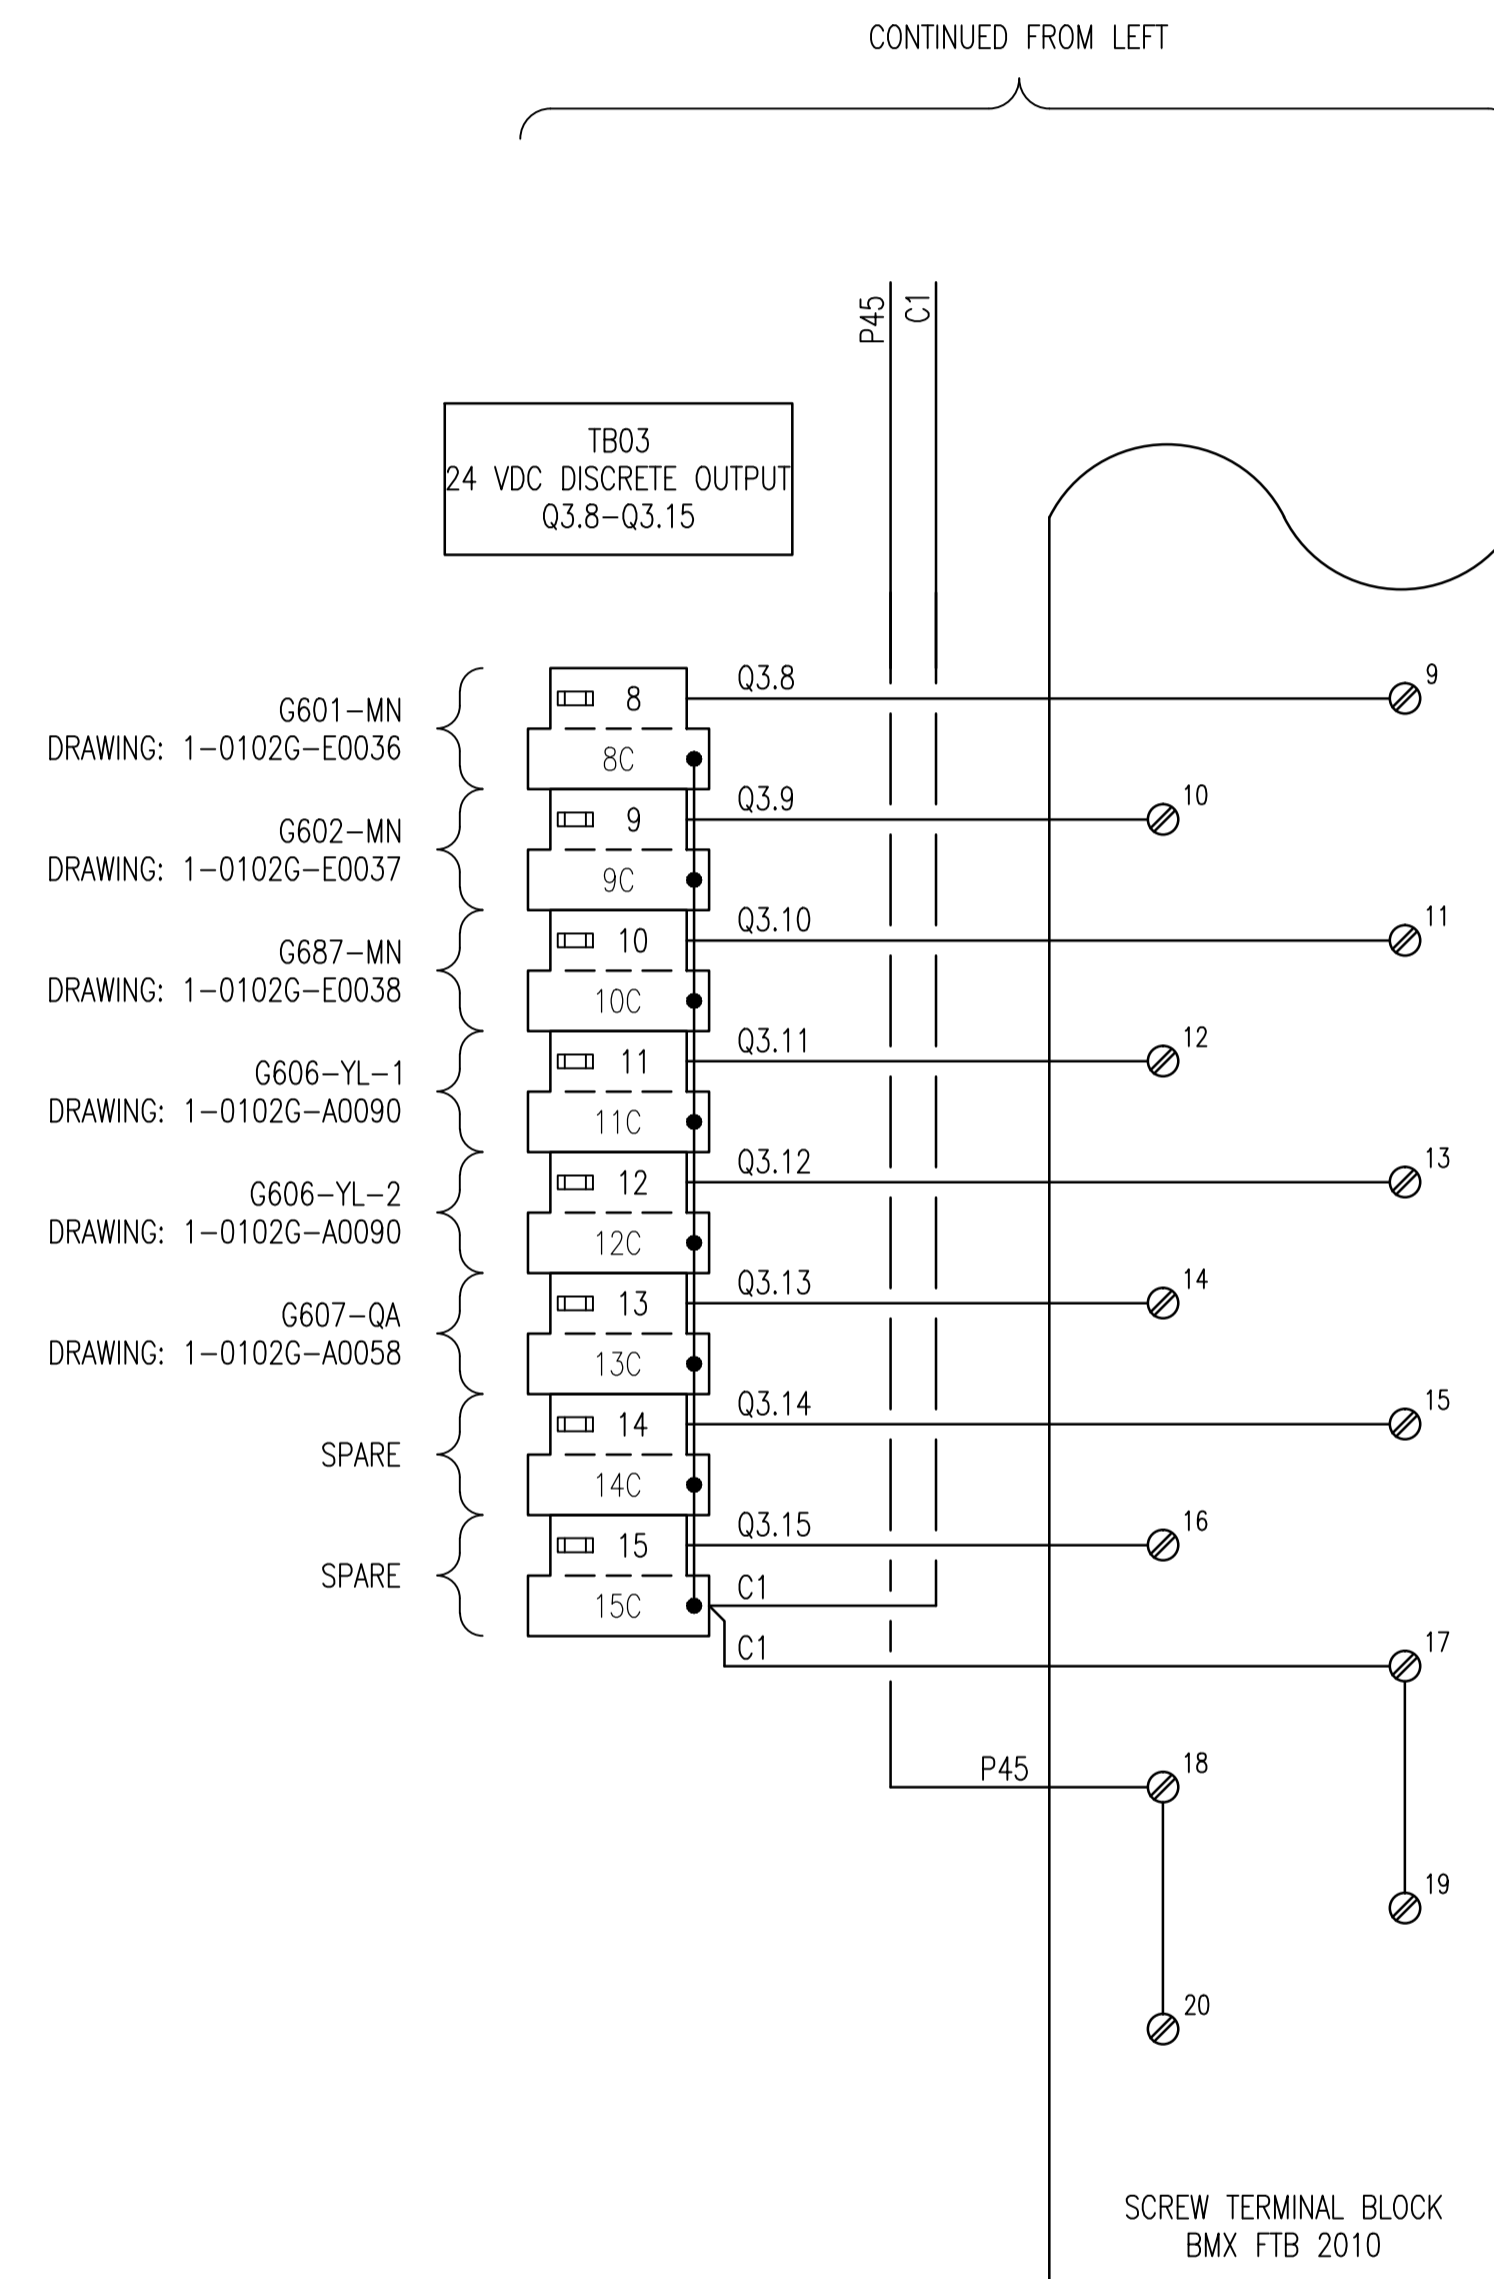 CONTINUED FROM LEFT
P45
C1
TB03
24 VDC DISCRETE OUTPUT
Q3.8-Q3.15
G601-MN
DRAWING: 1-0102G-E0036
8
8C
Q3.8
9
G602-MN
DRAWING: 1-0102G-E0037
9
9C
Q3.9
10
G687-MN
DRAWING: 1-0102G-E0038
10
10C
Q3.10
11
G606-YL-1
DRAWING: 1-0102G-A0090
11
11C
Q3.11
12
G606-YL-2
DRAWING: 1-0102G-A0090
12
12C
Q3.12
13
G607-QA
DRAWING: 1-0102G-A0058
13
13C
Q3.13
14
SPARE
14
14C
Q3.14
15
SPARE
15
15C
Q3.15
16
C1
C1
17
P45
18
19
20
SCREW TERMINAL BLOCK
BMX FTB 2010